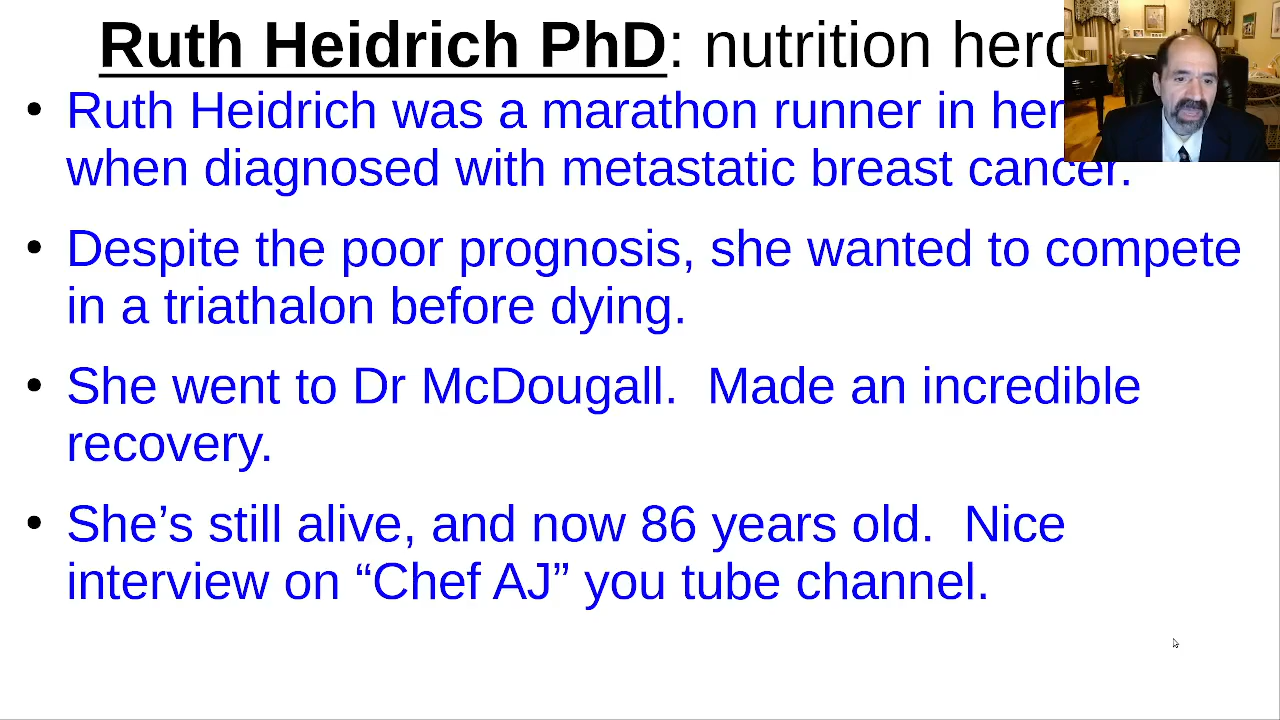 Ruth Heidrich PhD: nutrition hero
• Ruth Heidrich was a marathon runner in her
when diagnosed with metastatic breast cancer.
• Despite the poor prognosis, she wanted to compete
in a triathalon before dying.
• She went to Dr McDougall.  Made an incredible
recovery.
• She’s still alive, and now 86 years old.  Nice
interview on “Chef AJ” you tube channel.